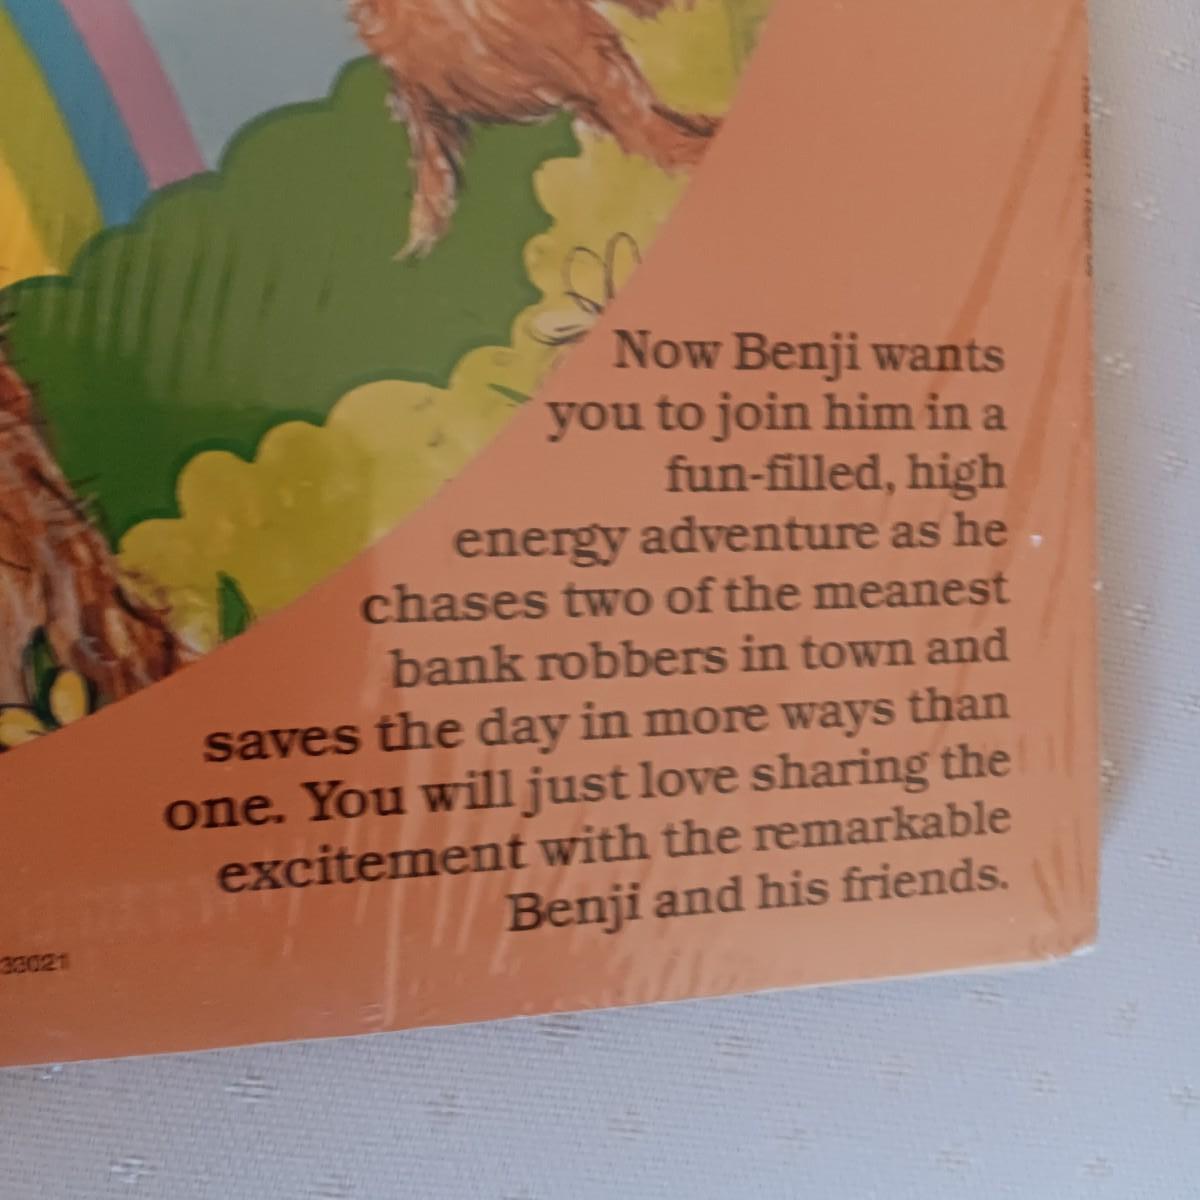 Now Benji wants
you to join him in a
fun-filled, high
energy adventure as he
chases two of the meanest
bank robbers in town and
saves the day in more ways than
one. You will just love sharing the
excitement with the remarkable
Benji and his friends.
33021